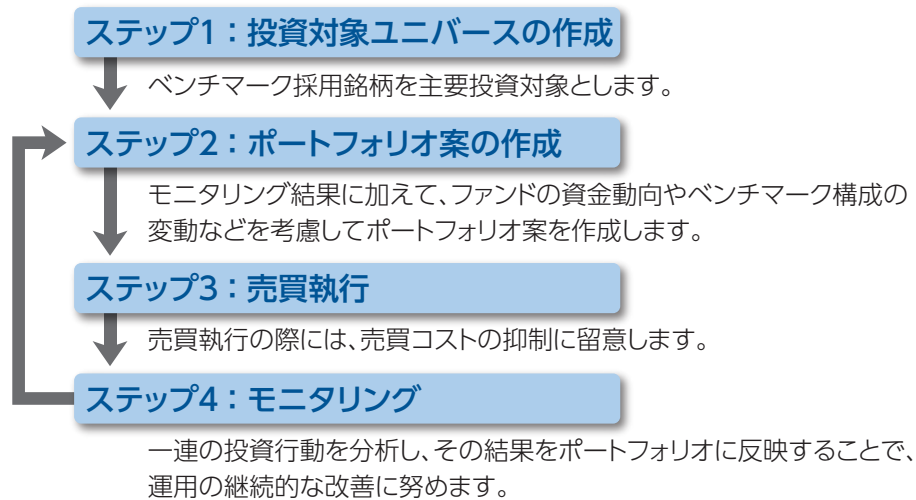 ステップ1：投資対象ユニバースの作成
ベンチマーク採用銘柄を主要投資対象とします。
ステップ2：ポートフォリオ案の作成
モニタリング結果に加えて、ファンドの資金動向やベンチマーク構成の
変動などを考慮してポートフォリオ案を作成します。
ステップ3：売買執行
売買執行の際には、売買コストの抑制に留意します。
ステップ4：モニタリング
一連の投資行動を分析し、その結果をポートフォリオに反映することで、
運用の継続的な改善に努めます。